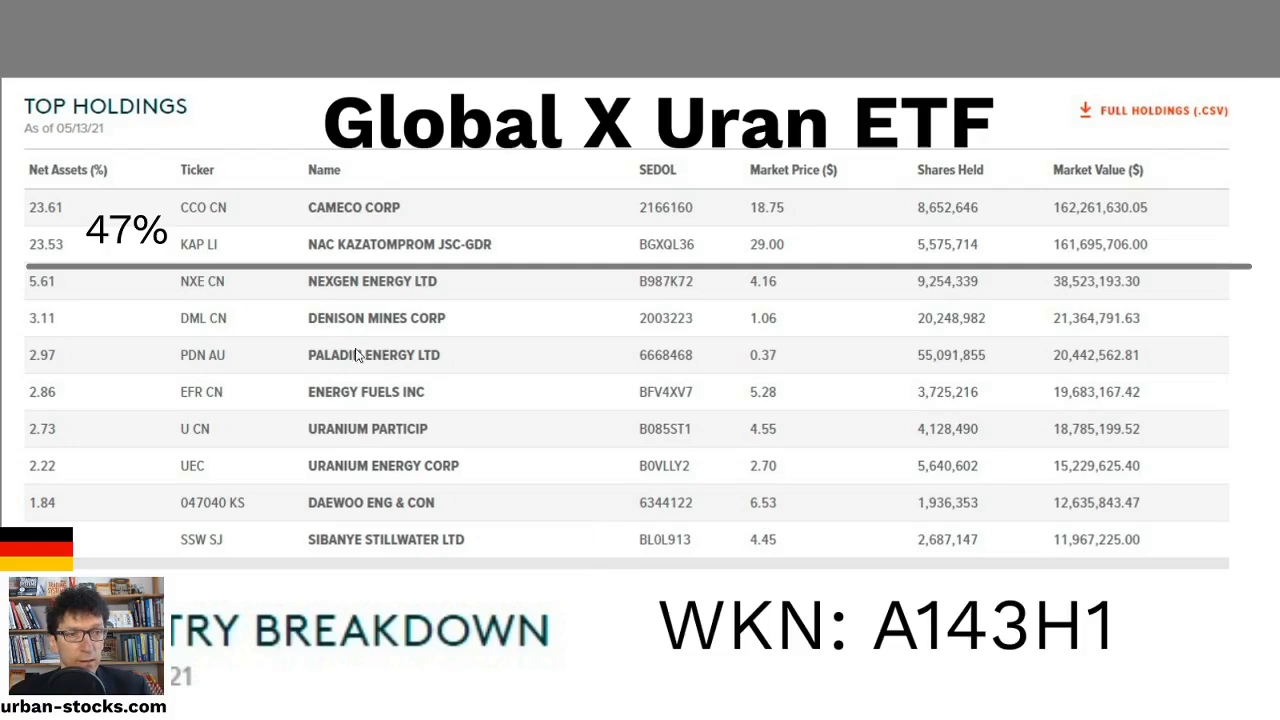 TOP HOLDINGS
Global X Uran ETF
FULL HOLDINGS (.CSV)
As of 05/13/21
Net Assets (%) Ticker Name SEDOL Market Price ($) Shares Held Market Value ($)
23.61 CCO CN CAMECO CORP 2166160 18.75 8,652,646 162,261,630.05
47%
23.53 KAP LI NAC KAZATOMPROM JSC-GDR BGXQL36 29.00 5,575,714 161,695,706.00
5.61 NXE CN NEXGEN ENERGY LTD B987K72 4.16 9,254,339 38,523,193.30
3.11 DML CN DENISON MINES CORP 2003223 1.06 20,248,982 21,364,791.63
2.97 PDN AU PALADIN ENERGY LTD 6668468 0.37 55,091,855 20,442,562.81
2.86 EFR CN ENERGY FUELS INC BFV4XV7 5.28 3,725,216 19,683,167.42
2.73 U CN URANIUM PARTICIP B085ST1 4.55 4,128,490 18,785,199.52
2.22 UEC URANIUM ENERGY CORP B0VLLY2 2.70 5,640,602 15,229,625.40
1.84 047040 KS DAEWOO ENG & CON 6344122 6.53 1,936,353 12,635,843.47
SSW SJ SIBANYE STILLWATER LTD BL0L913 4.45 2,687,147 11,967,225.00
TRY BREAKDOWN
WKN: A143H1
21
urban-stocks.com